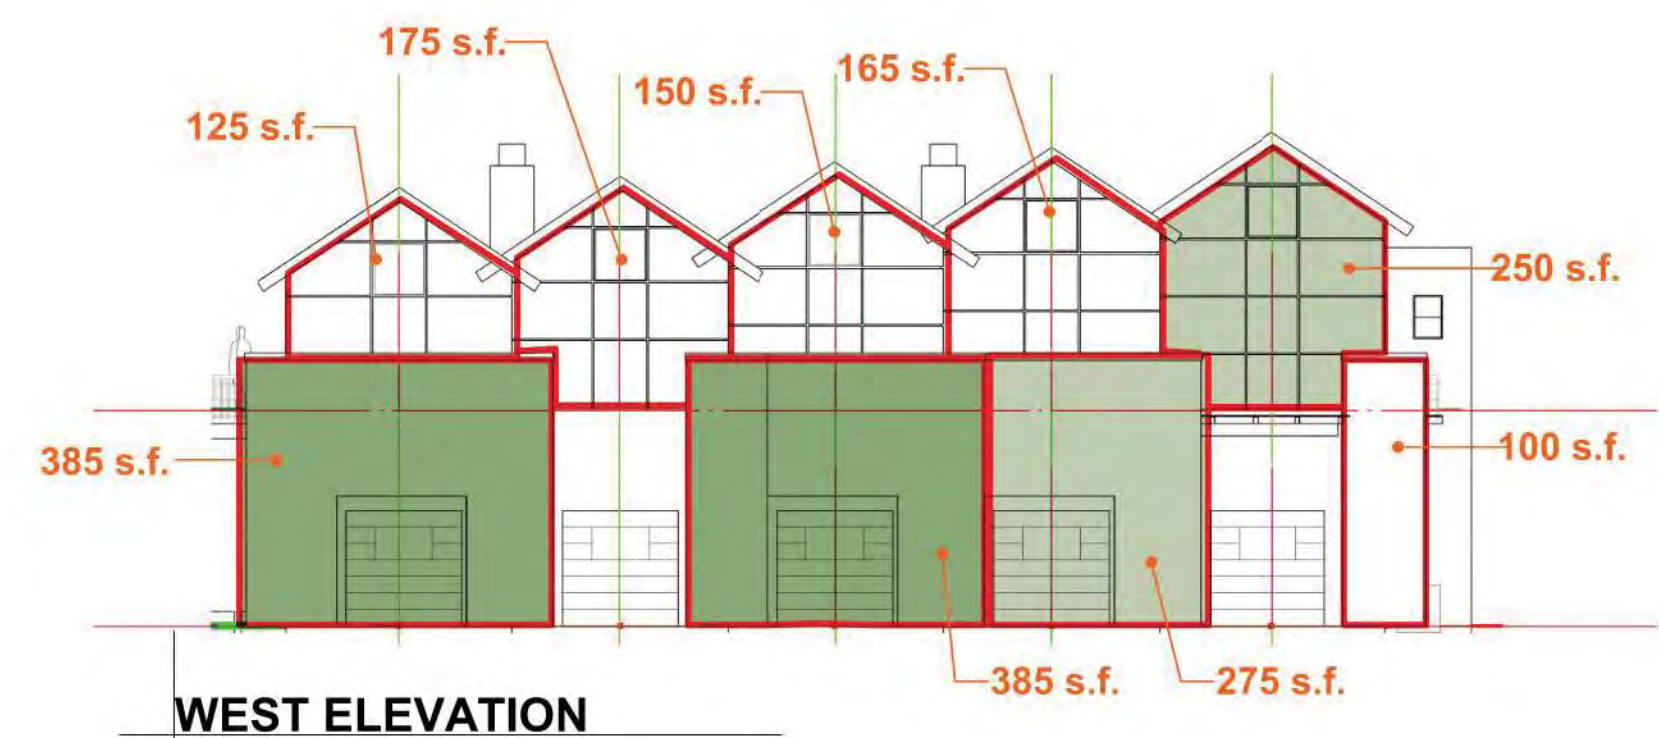 175 s.f.
165 s.f.
150 s.f.
125 s.f.
250 s.f.
385 s.f.
100 s.f.
385 s.f.
275 s.f.
WEST ELEVATION